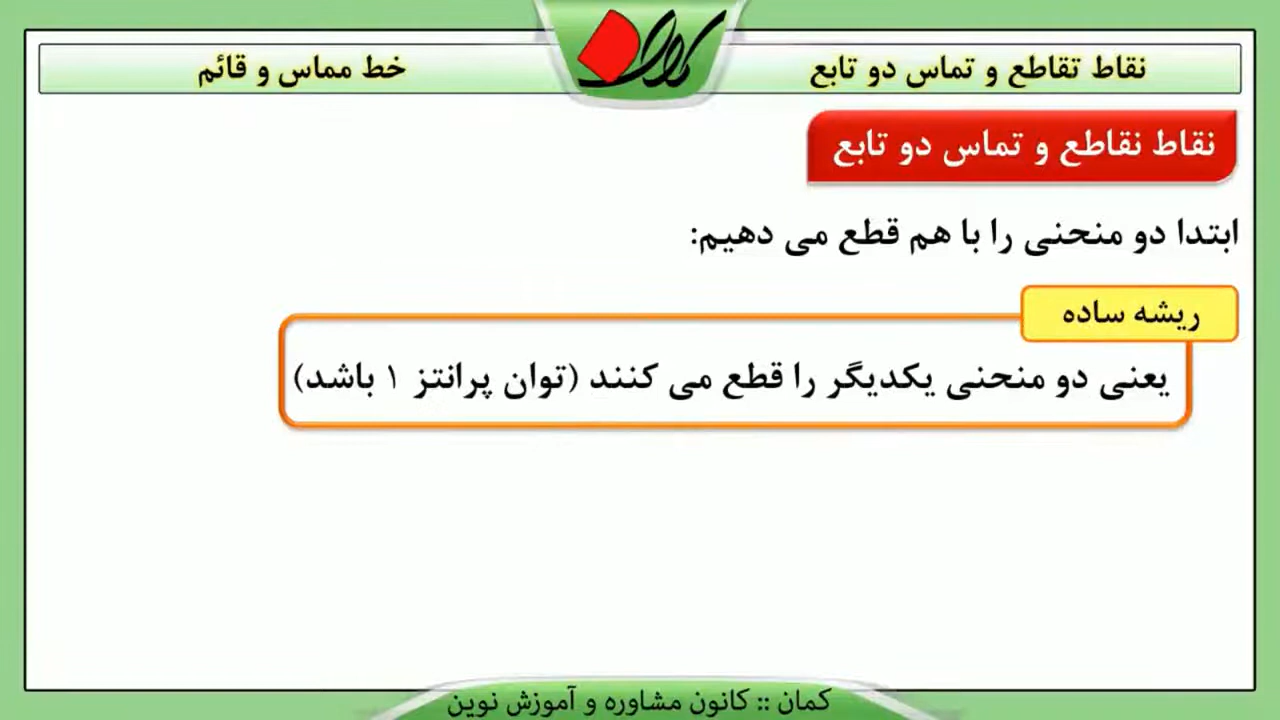 نقاط تقاطع و تماس دو تابع
خط مماس و قائم
کمان
نقاط نقاطع و تماس دو تابع
ابتدا دو منحنی را با هم قطع می دهیم:
ریشه ساده
یعنی دو منحنی یکدیگر را قطع می کنند (توان پرانتز ۱ باشد)
کمان :: کانون مشاوره و آموزش نوین